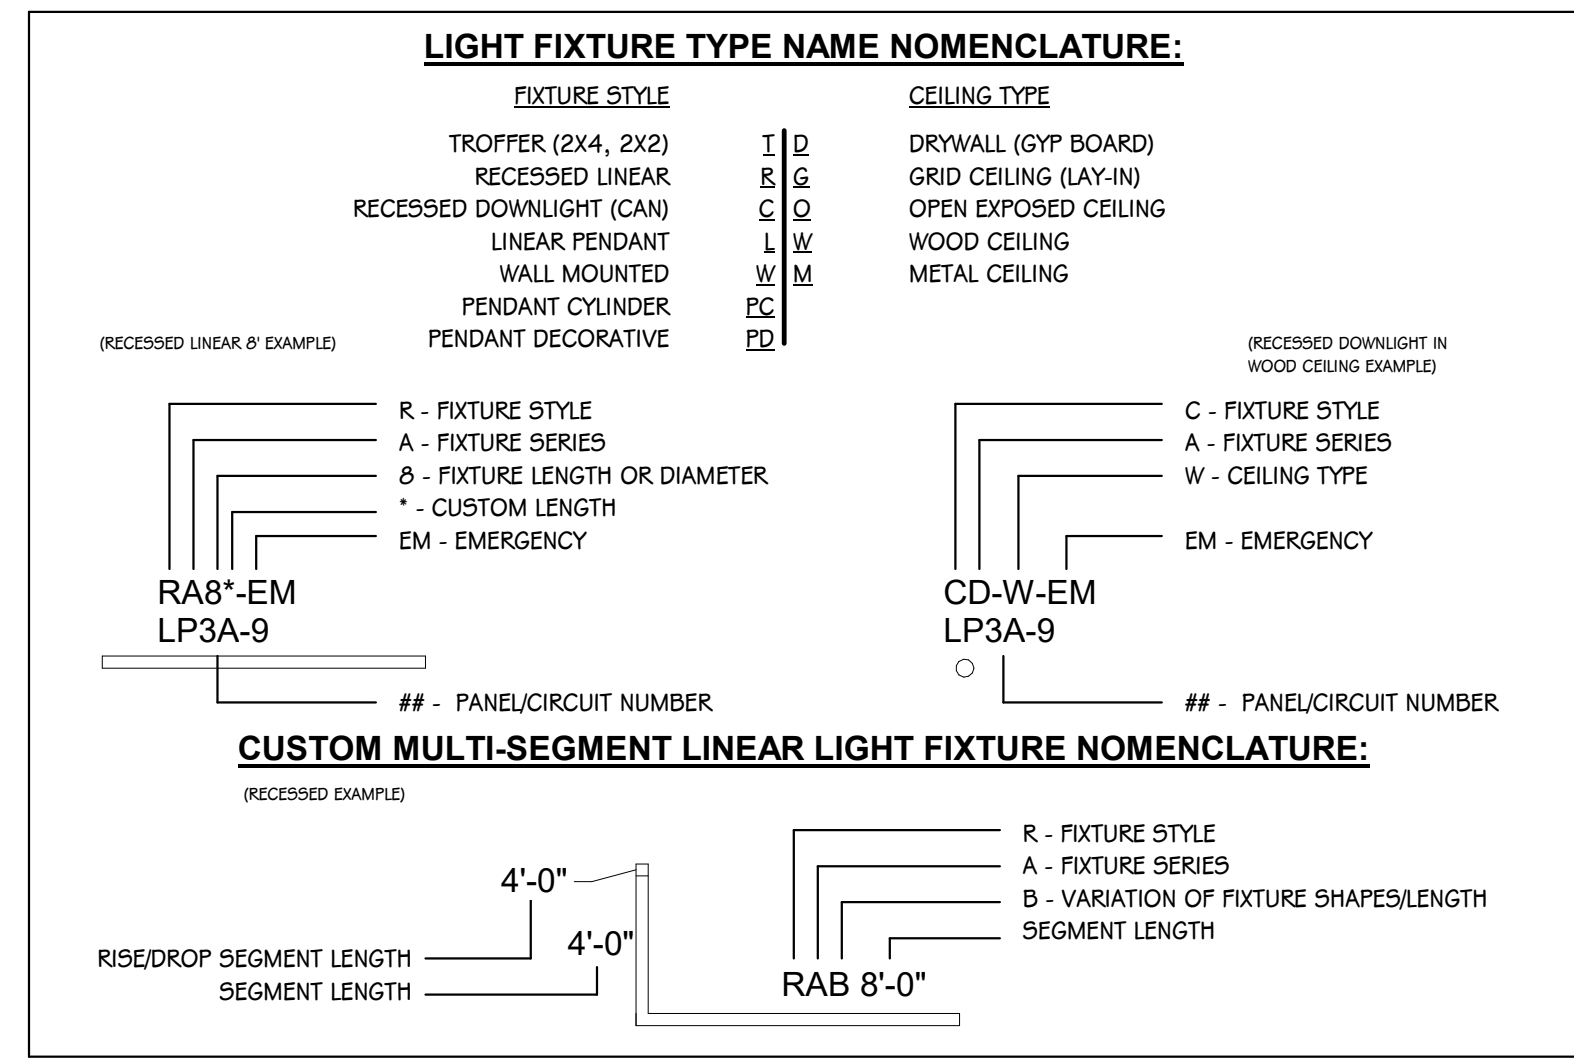 LIGHT FIXTURE TYPE NAME NOMENCLATURE:
FIXTURE STYLE CEILING TYPE
TROFFER (2X4, 2X2) T D DRYWALL (GYP BOARD)
RECESSED LINEAR R G GRID CEILING (LAY-IN)
RECESSED DOWNLIGHT (CAN) C O OPEN EXPOSED CEILING
LINEAR PENDANT L W WOOD CEILING
WALL MOUNTED W M METAL CEILING
PENDANT CYLINDER PC
PENDANT DECORATIVE PD
(RECESSED LINEAR 8' EXAMPLE)
R - FIXTURE STYLE
A - FIXTURE SERIES
8 - FIXTURE LENGTH OR DIAMETER
* - CUSTOM LENGTH
EM - EMERGENCY
RA8*-EM
LP3A-9
## - PANEL/CIRCUIT NUMBER
(RECESSED DOWNLIGHT IN
WOOD CEILING EXAMPLE)
C - FIXTURE STYLE
A - FIXTURE SERIES
W - CEILING TYPE
EM - EMERGENCY
CD-W-EM
LP3A-9
## - PANEL/CIRCUIT NUMBER
CUSTOM MULTI-SEGMENT LINEAR LIGHT FIXTURE NOMENCLATURE:
(RECESSED EXAMPLE)
4'-0"
4'-0"
RISE/DROP SEGMENT LENGTH
SEGMENT LENGTH
R - FIXTURE STYLE
A - FIXTURE SERIES
B - VARIATION OF FIXTURE SHAPES/LENGTH
SEGMENT LENGTH
RAB 8'-0"